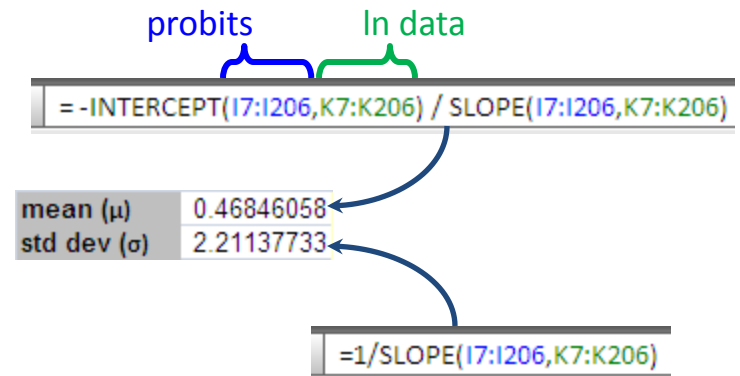 probits ln data
= -INTERCEPT(I7:I206,K7:K206) / SLOPE(I7:I206,K7:K206)
mean (μ) 0.46846058
std dev (σ) 2.21137733
=1/SLOPE(I7:I206,K7:K206)